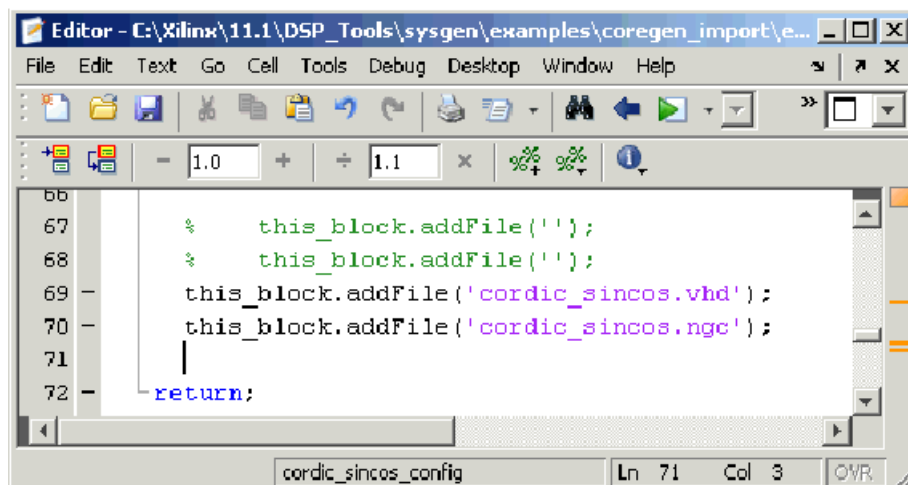 Editor - C:\Xilinx\11.1\DSP_Tools\sysgen\examples\coregen_import\e...
File Edit Text Go Cell Tools Debug Desktop Window Help
1.0 + ÷ 1.1 ×
66
67 % this_block.addFile('');
68 % this_block.addFile('');
69 – this_block.addFile('cordic_sincos.vhd');
70 – this_block.addFile('cordic_sincos.ngc');
71
72 – return;
cordic_sincos_config Ln 71 Col 3 OVR